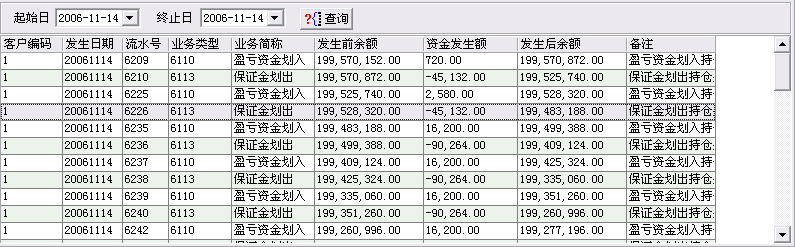 起始日 2006-11-14 终止日 2006-11-14 ?{ 查询
客户编码 发生日期 流水号 业务类型 业务简称 发生前余额 资金发生额 发生后余额 备注
1 20061114 6209 6110 盈亏资金划入 199,570,152.00 720.00 199,570,872.00 盈亏资金划入持仓
1 20061114 6210 6113 保证金划出 199,570,872.00 -45,132.00 199,525,740.00 保证金划出持仓
1 20061114 6225 6110 盈亏资金划入 199,525,740.00 2,580.00 199,528,320.00 盈亏资金划入持
1 20061114 6226 6113 保证金划出 199,528,320.00 -45,132.00 199,483,188.00 保证金划出持仓
1 20061114 6235 6110 盈亏资金划入 199,483,188.00 16,200.00 199,499,388.00 盈亏资金划入持
1 20061114 6236 6113 保证金划出 199,499,388.00 -90,264.00 199,409,124.00 保证金划出持仓
1 20061114 6237 6110 盈亏资金划入 199,409,124.00 16,200.00 199,425,324.00 盈亏资金划入持
1 20061114 6238 6113 保证金划出 199,425,324.00 -90,264.00 199,335,060.00 保证金划出持仓
1 20061114 6239 6110 盈亏资金划入 199,335,060.00 16,200.00 199,351,260.00 盈亏资金划入持
1 20061114 6240 6113 保证金划出 199,351,260.00 -90,264.00 199,260,996.00 保证金划出持仓
1 20061114 6242 6110 盈亏资金划入 199,260,996.00 16,200.00 199,277,196.00 盈亏资金划入持